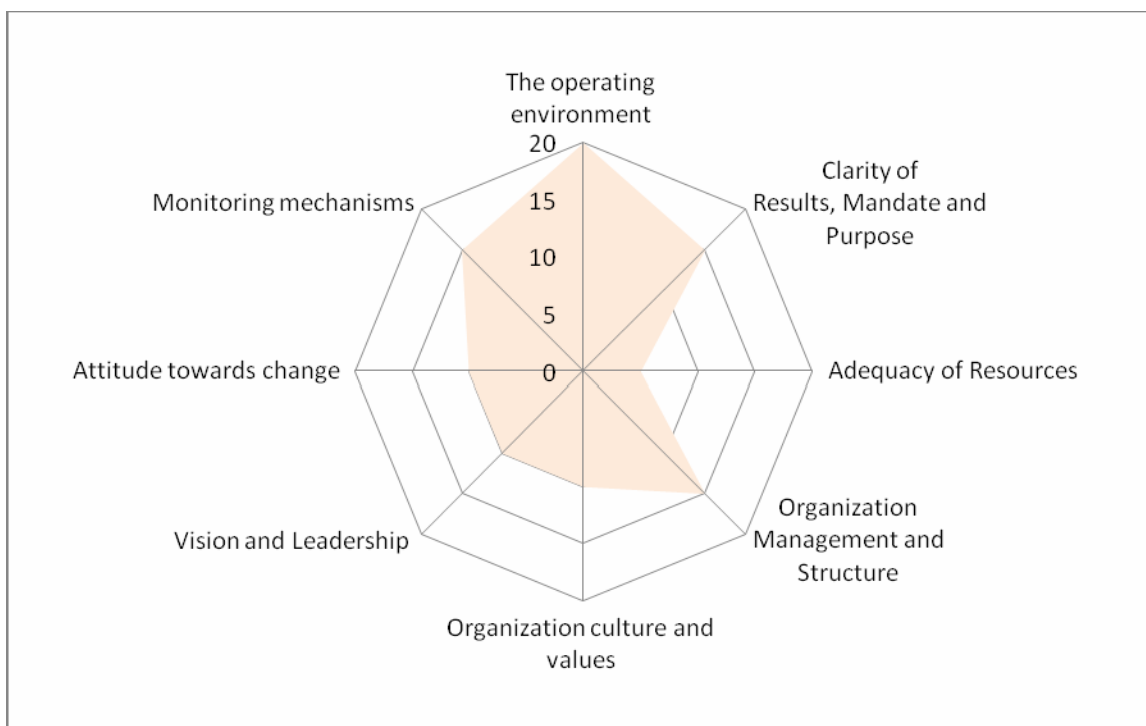 The operating
environment
20
15
10
5
0
Clarity of
Results, Mandate and
Purpose
Adequacy of Resources
Organization
Management and
Structure
Organization culture and
values
Vision and Leadership
Attitude towards change
Monitoring mechanisms